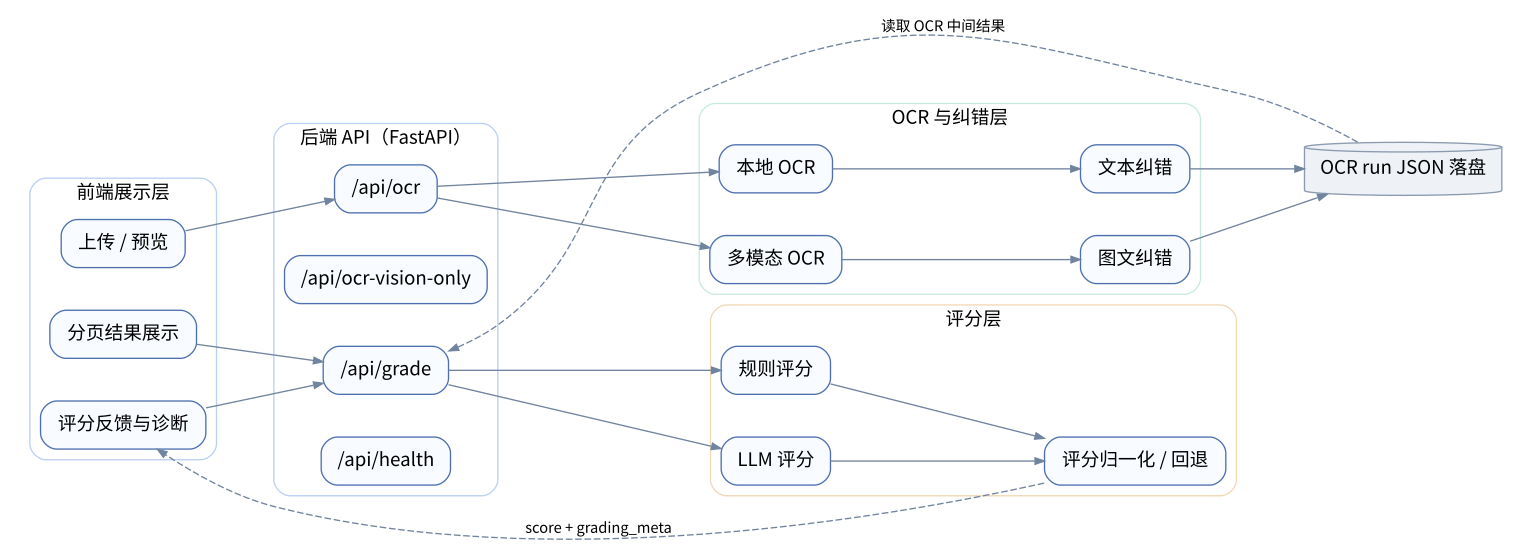 读取 OCR 中间结果
前端展示层
上传 / 预览
分页结果展示
评分反馈与诊断
后端 API（FastAPI）
/api/ocr
/api/ocr-vision-only
/api/grade
/api/health
OCR 与纠错层
本地 OCR
文本纠错
多模态 OCR
图文纠错
OCR run JSON 落盘
评分层
规则评分
LLM 评分
评分归一化 / 回退
score + grading_meta